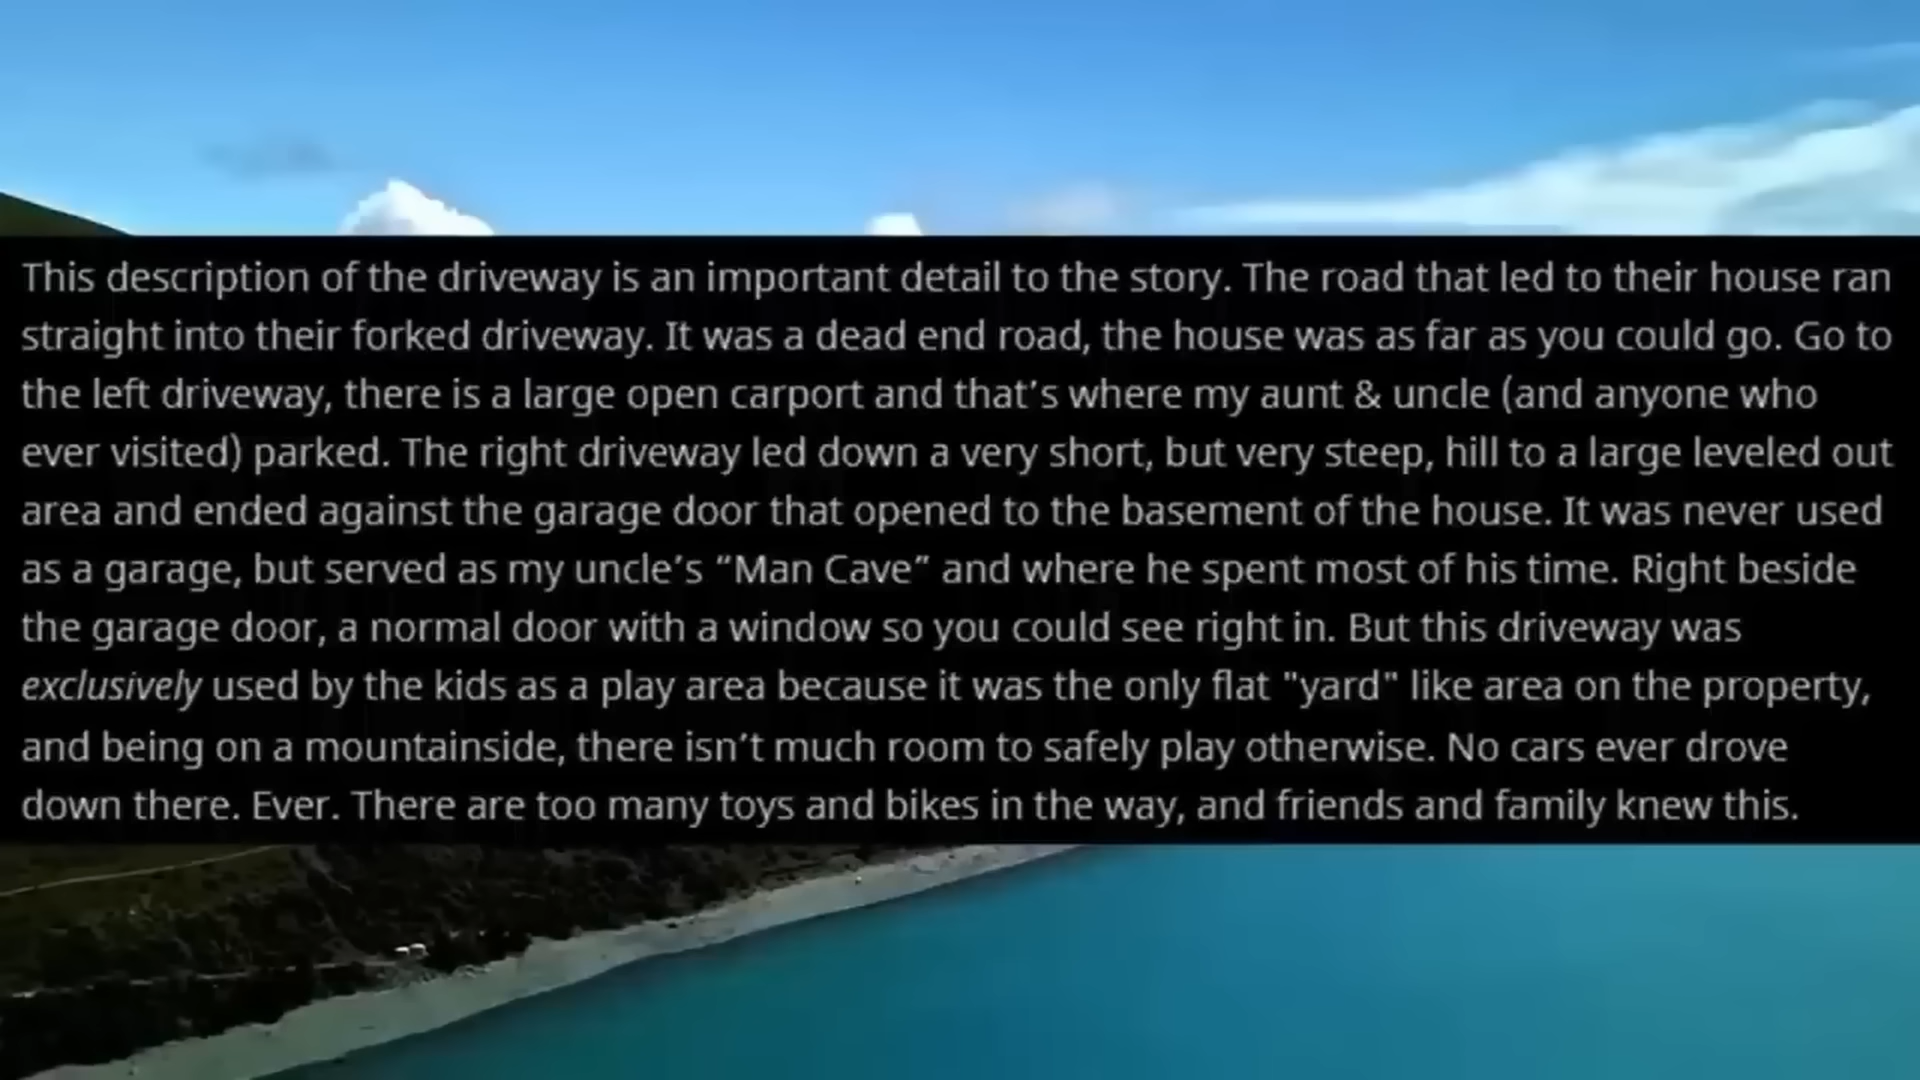 This description of the driveway is an important detail to the story. The road that led to their house ran
straight into their forked driveway. It was a dead end road, the house was as far as you could go. Go to
the left driveway, there is a large open carport and that’s where my aunt & uncle (and anyone who
ever visited) parked. The right driveway led down a very short, but very steep, hill to a large leveled out
area and ended against the garage door that opened to the basement of the house. It was never used
as a garage, but served as my uncle’s “Man Cave” and where he spent most of his time. Right beside
the garage door, a normal door with a window so you could see right in. But this driveway was
exclusively used by the kids as a play area because it was the only flat "yard" like area on the property,
and being on a mountainside, there isn’t much room to safely play otherwise. No cars ever drove
down there. Ever. There are too many toys and bikes in the way, and friends and family knew this.